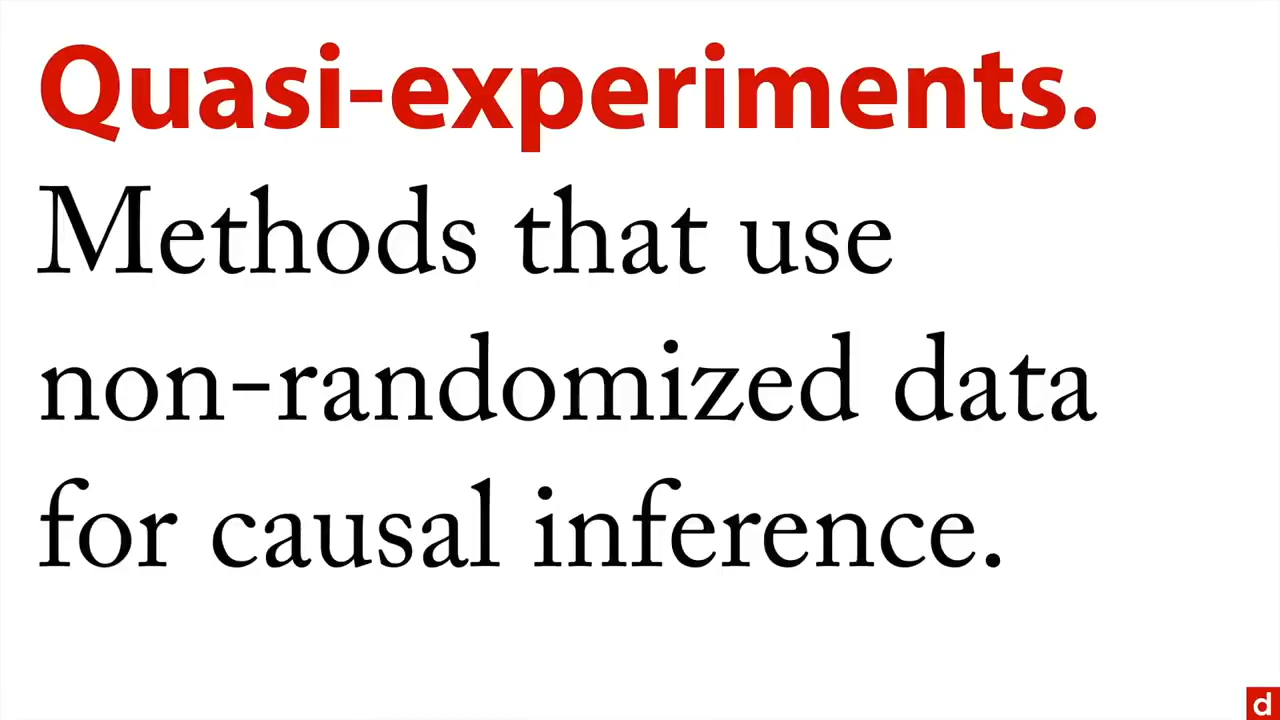 Quasi-experiments.
Methods that use
non-randomized data
for causal inference.
d